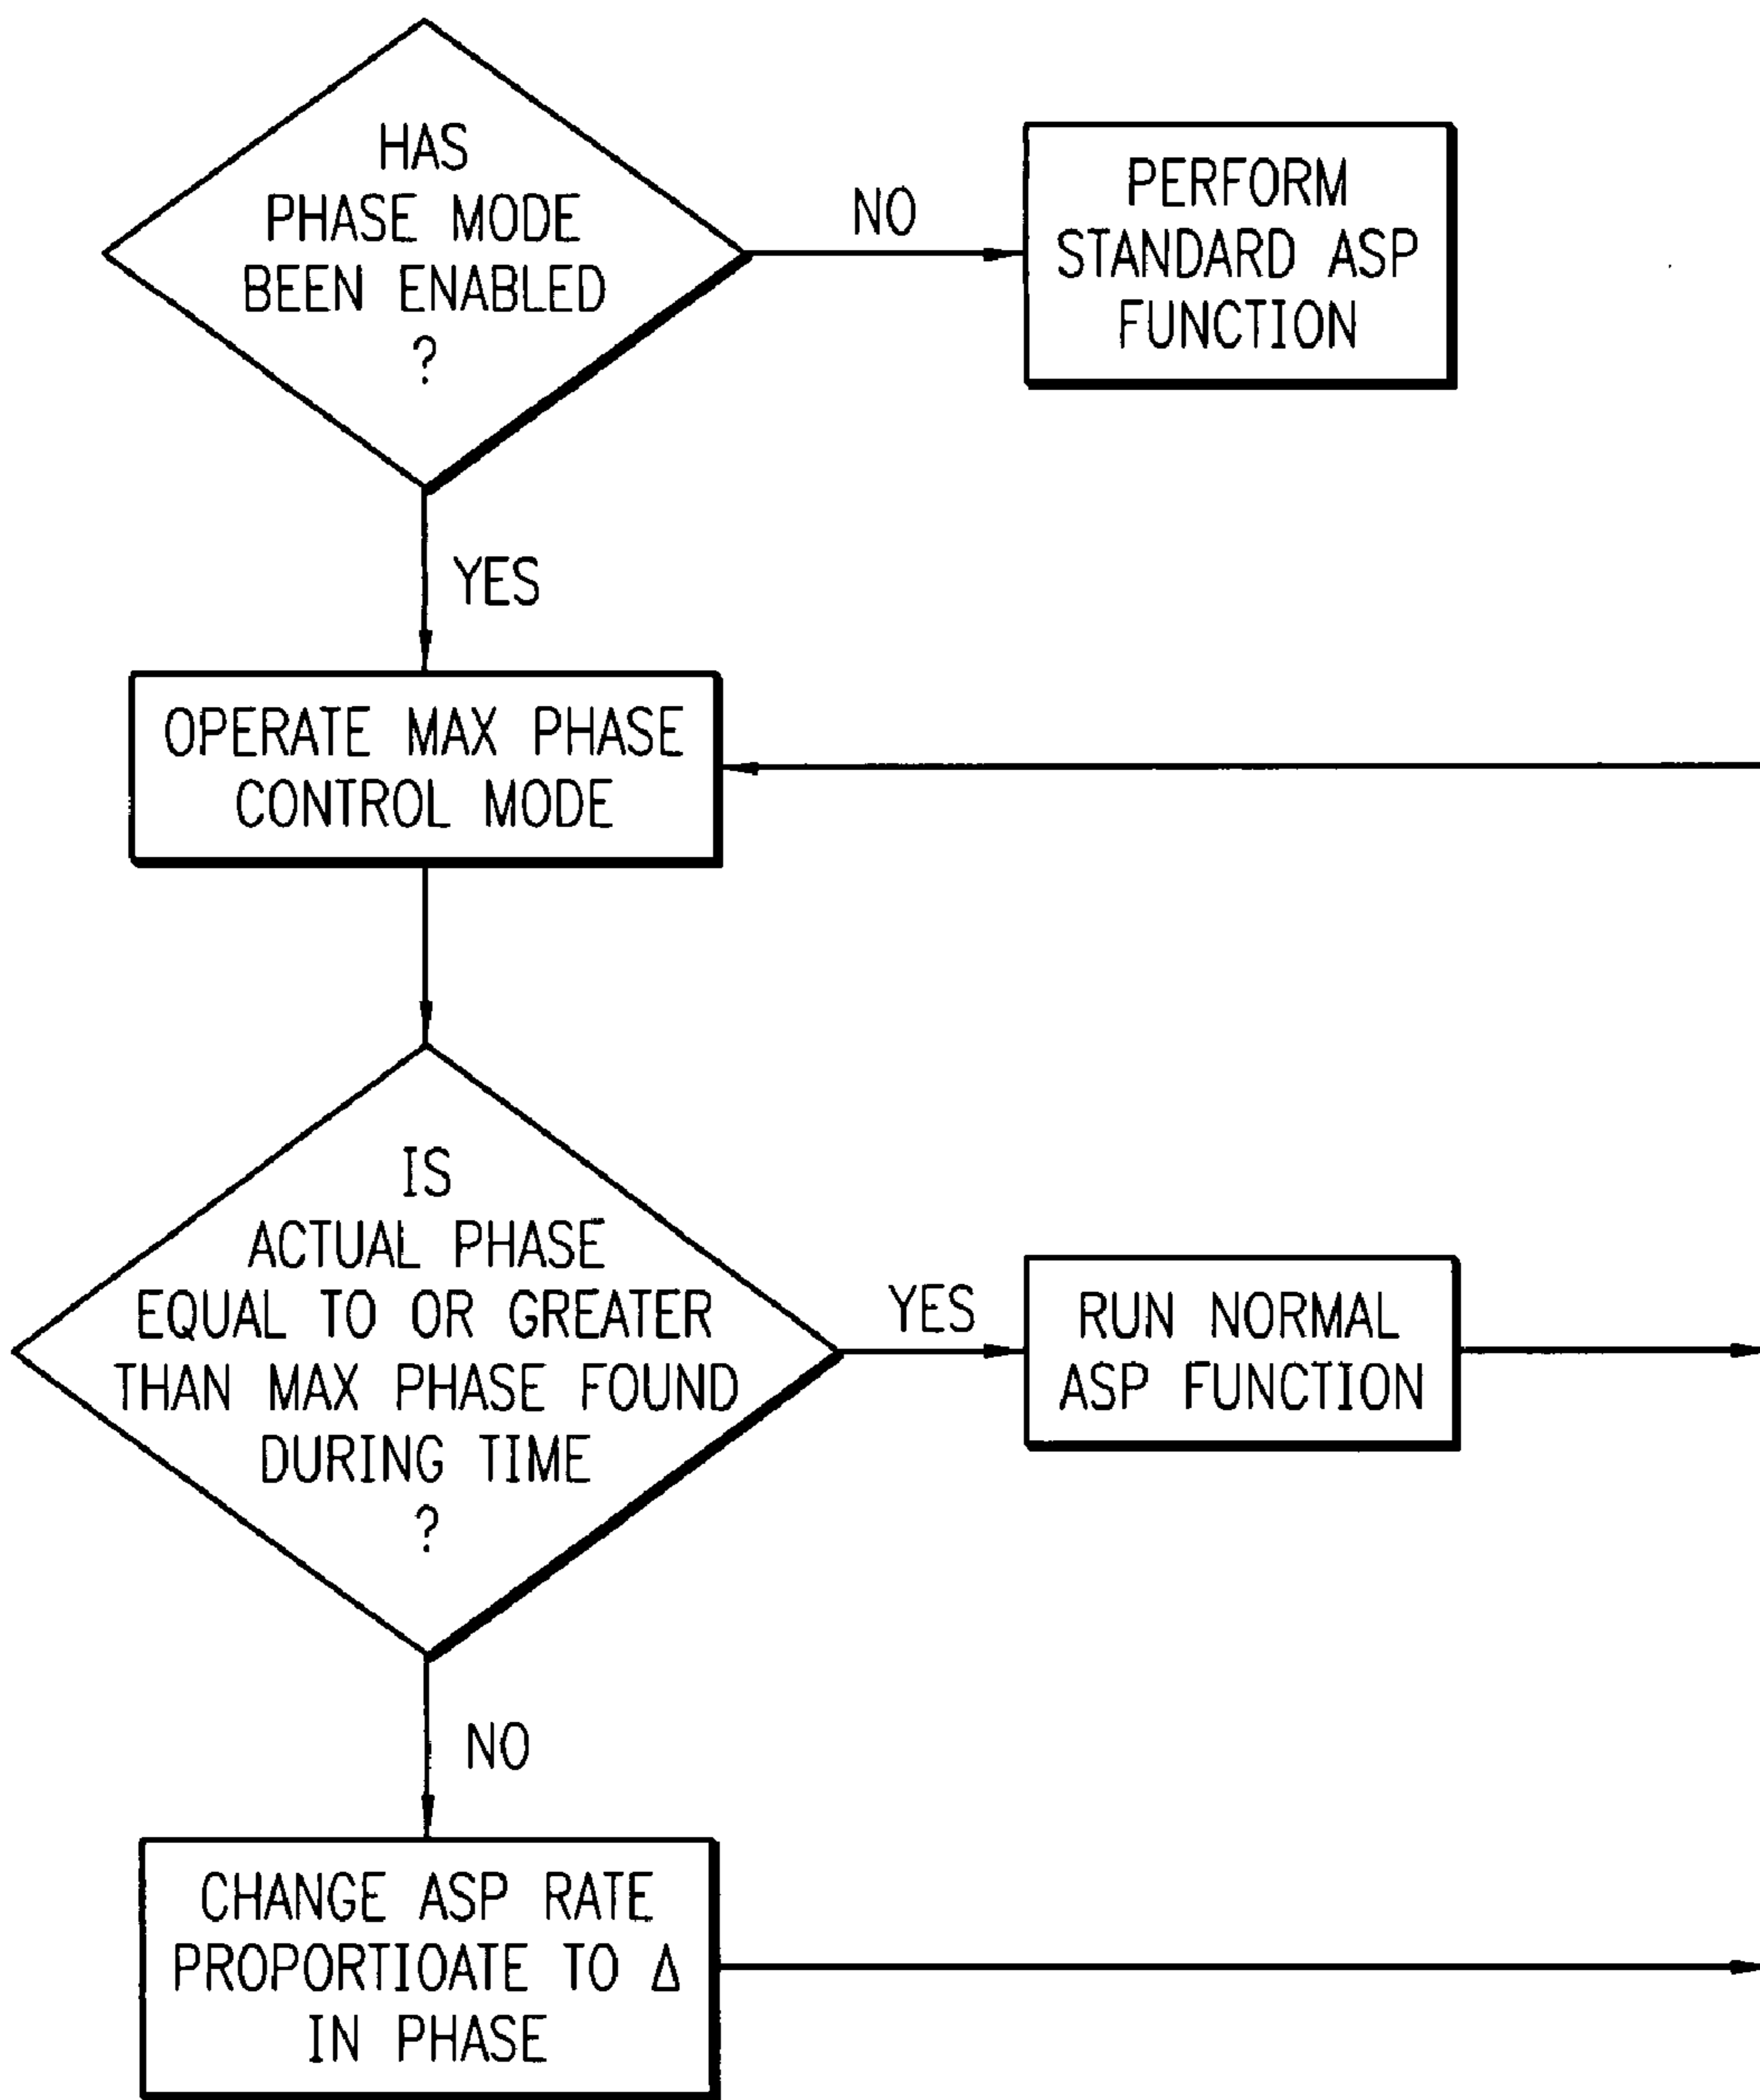 HAS
PHASE MODE
BEEN ENABLED
?
NO
PERFORM
STANDARD ASP
FUNCTION
YES
OPERATE MAX PHASE
CONTROL MODE
IS
ACTUAL PHASE
EQUAL TO OR GREATER
THAN MAX PHASE FOUND
DURING TIME
?
YES
RUN NORMAL
ASP FUNCTION
NO
CHANGE ASP RATE
PROPORTIOATE TO Δ
IN PHASE